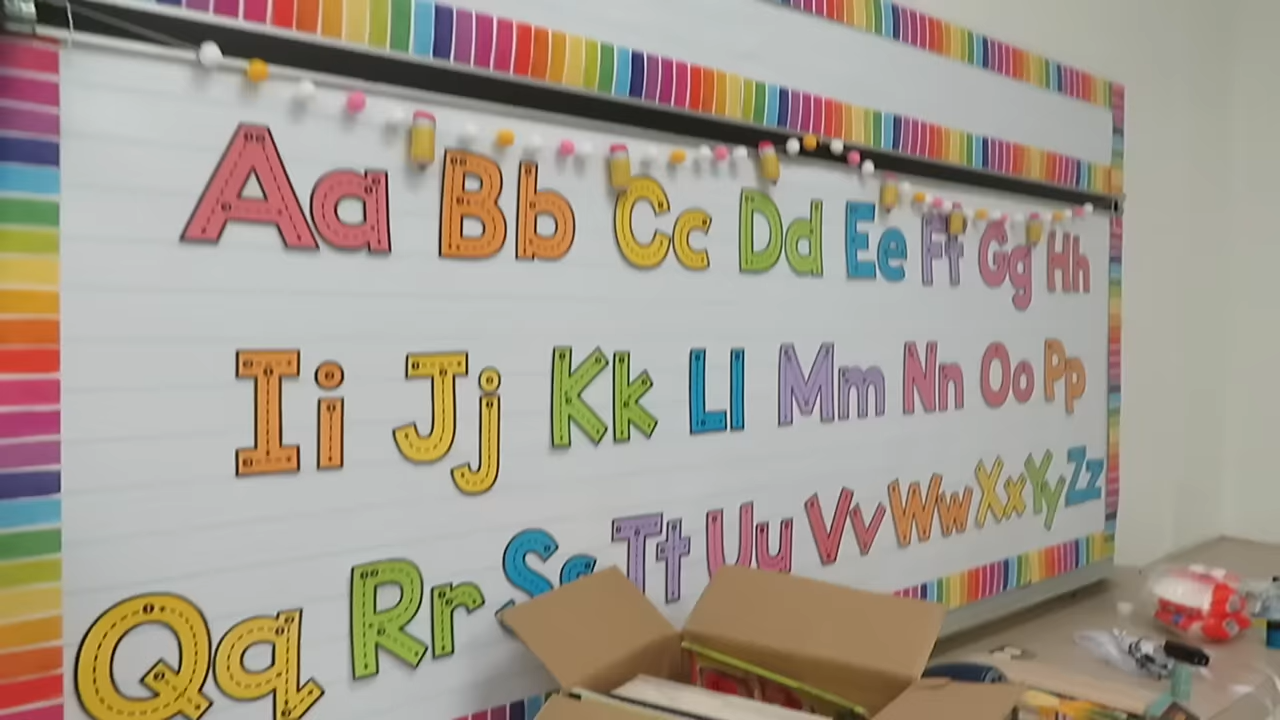 Aa Bb Cc Dd Ee Ff Gg Hh
Ii Jj Kk Ll Mm Nn Oo Pp
Qq Rr Ss Tt Uu Vv Ww Xx Yy Zz